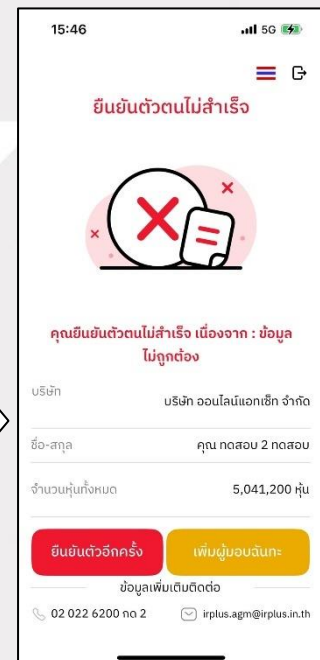 15:46
5G
ยืนยันตัวตนไม่สำเร็จ
คุณยืนยันตัวตนไม่สำเร็จ เนื่องจาก : ข้อมูล
ไม่ถูกต้อง
บริษัท
บริษัท ออนไลน์แอทเซ็ท จำกัด
ชื่อ-สกุล คุณ ทดสอบ 2 ทดสอบ
จำนวนหุ้นทั้งหมด 5,041,200 หุ้น
ยืนยันตัวอีกครั้ง เพิ่มผู้มอบฉันทะ
ข้อมูลเพิ่มเติมติดต่อ
02 022 6200 กด 2 irplus.agm@irplus.in.th